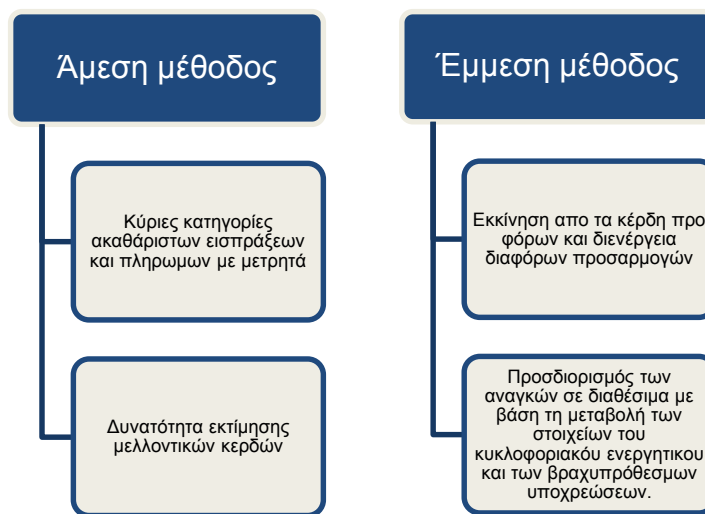 Άμεση μέθοδος
Κύριες κατηγορίες
ακαθάριστων εισπράξεων
και πληρωμων με μετρητά
Δυνατότητα εκτίμησης
μελλοντικών κερδών
Έμμεση μέθοδος
Εκκίνηση απο τα κέρδη προ
φόρων και διενέργεια
διαφόρων προσαρμογών
Προσδιορισμός των
αναγκών σε διαθέσιμα με
βάση τη μεταβολή των
στοιχείων του
κυκλοφοριακόυ ενεργητικου
και των βραχυπρόθεσμων
υποχρεώσεων.